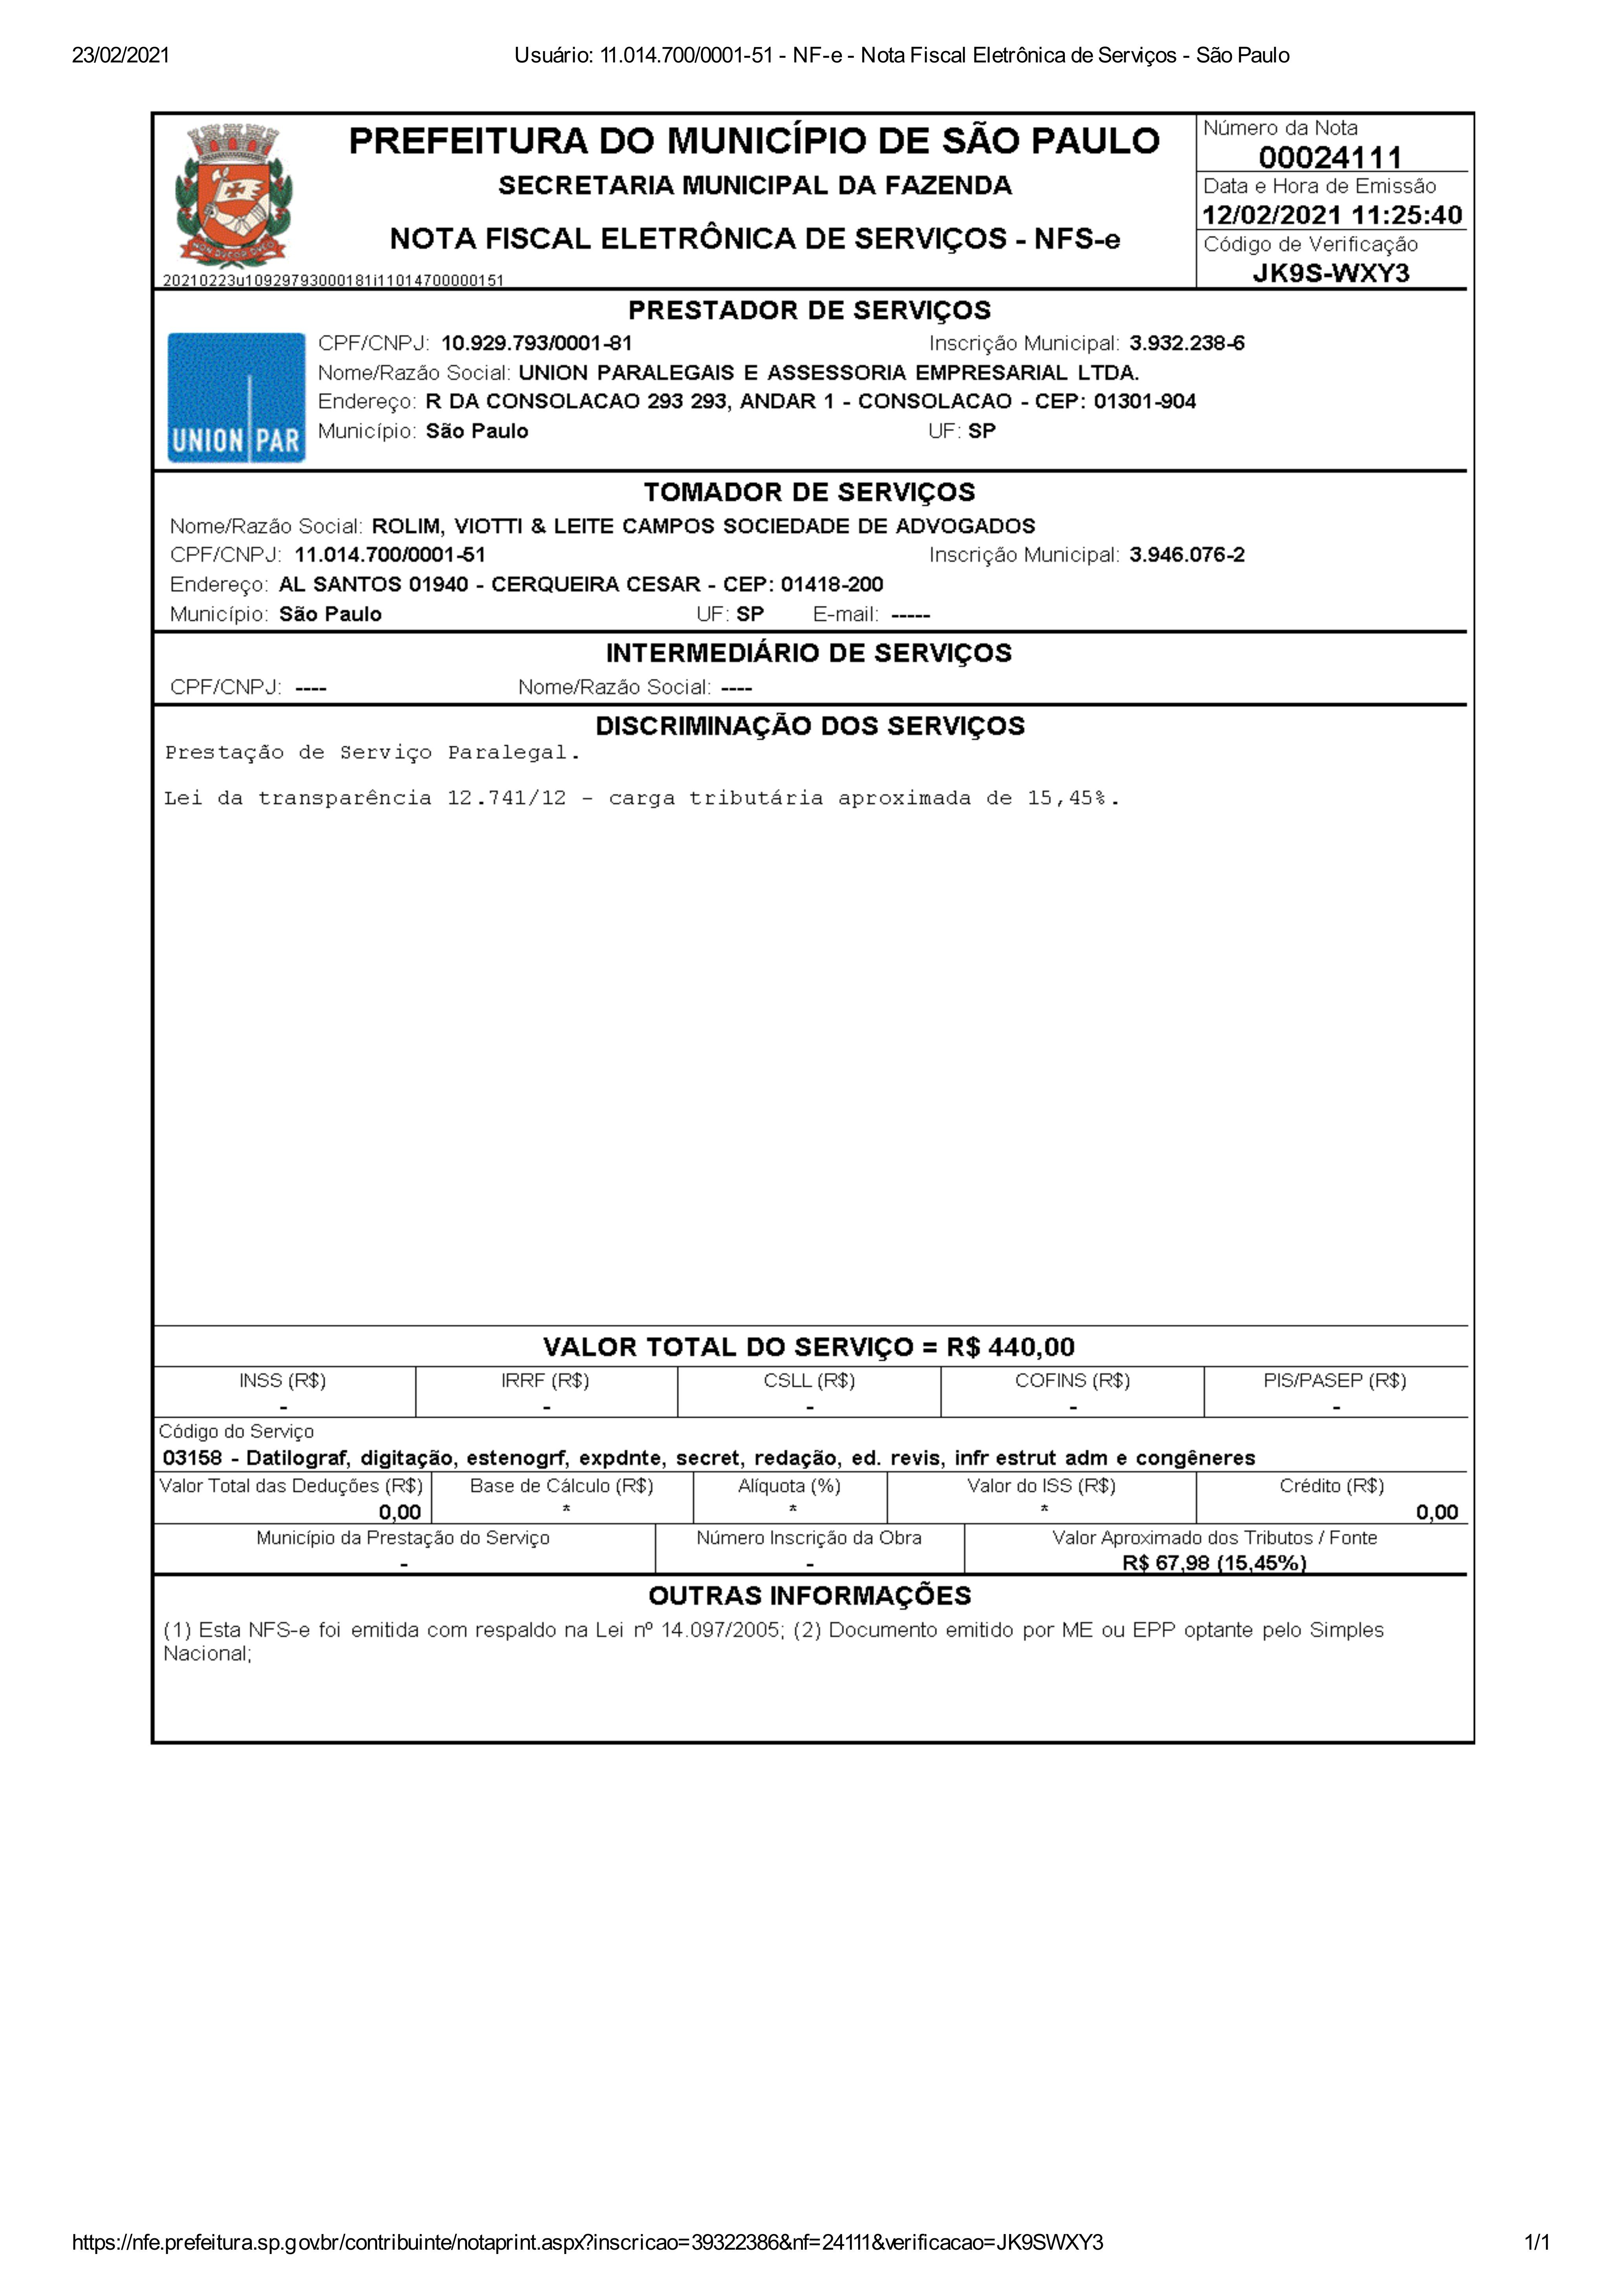 23/02/2021 Usuário: 11.014.700/0001-51 - NF-e - Nota Fiscal Eletrônica de Serviços - São Paulo
PREFEITURA DO MUNICÍPIO DE SÃO PAULO
SECRETARIA MUNICIPAL DA FAZENDA
NOTA FISCAL ELETRÔNICA DE SERVIÇOS - NFS-e
20210223u10929793000181i11014700000151
Número da Nota
00024111
Data e Hora de Emissão
12/02/2021 11:25:40
Código de Verificação
JK9S-WXY3
PRESTADOR DE SERVIÇOS
UNION PAR
CPF/CNPJ: 10.929.793/0001-81 Inscrição Municipal: 3.932.238-6
Nome/Razão Social: UNION PARALEGAIS E ASSESSORIA EMPRESARIAL LTDA.
Endereço: R DA CONSOLACAO 293 293, ANDAR 1 - CONSOLACAO - CEP: 01301-904
Município: São Paulo UF: SP
TOMADOR DE SERVIÇOS
Nome/Razão Social: ROLIM, VIOTTI & LEITE CAMPOS SOCIEDADE DE ADVOGADOS
CPF/CNPJ: 11.014.700/0001-51 Inscrição Municipal: 3.946.076-2
Endereço: AL SANTOS 01940 - CERQUEIRA CESAR - CEP: 01418-200
Município: São Paulo UF: SP E-mail: -----
INTERMEDIÁRIO DE SERVIÇOS
CPF/CNPJ: ---- Nome/Razão Social: ----
DISCRIMINAÇÃO DOS SERVIÇOS
Prestação de Serviço Paralegal.
Lei da transparência 12.741/12 - carga tributária aproximada de 15,45%.
VALOR TOTAL DO SERVIÇO = R$ 440,00
INSS (R$) IRRF (R$) CSLL (R$) COFINS (R$) PIS/PASEP (R$)
- - - - -
Código do Serviço
03158 - Datilograf, digitação, estenogrf, expdnte, secret, redação, ed. revis, infr estrut adm e congêneres
Valor Total das Deduções (R$) Base de Cálculo (R$) Alíquota (%) Valor do ISS (R$) Crédito (R$)
0,00 * * * 0,00
Município da Prestação do Serviço Número Inscrição da Obra Valor Aproximado dos Tributos / Fonte
- - R$ 67,98 (15,45%)
OUTRAS INFORMAÇÕES
(1) Esta NFS-e foi emitida com respaldo na Lei nº 14.097/2005; (2) Documento emitido por ME ou EPP optante pelo Simples
Nacional;
https://nfe.prefeitura.sp.gov.br/contribuinte/notaprint.aspx?inscricao=39322386&nf=24111&verificacao=JK9SWXY3 1/1